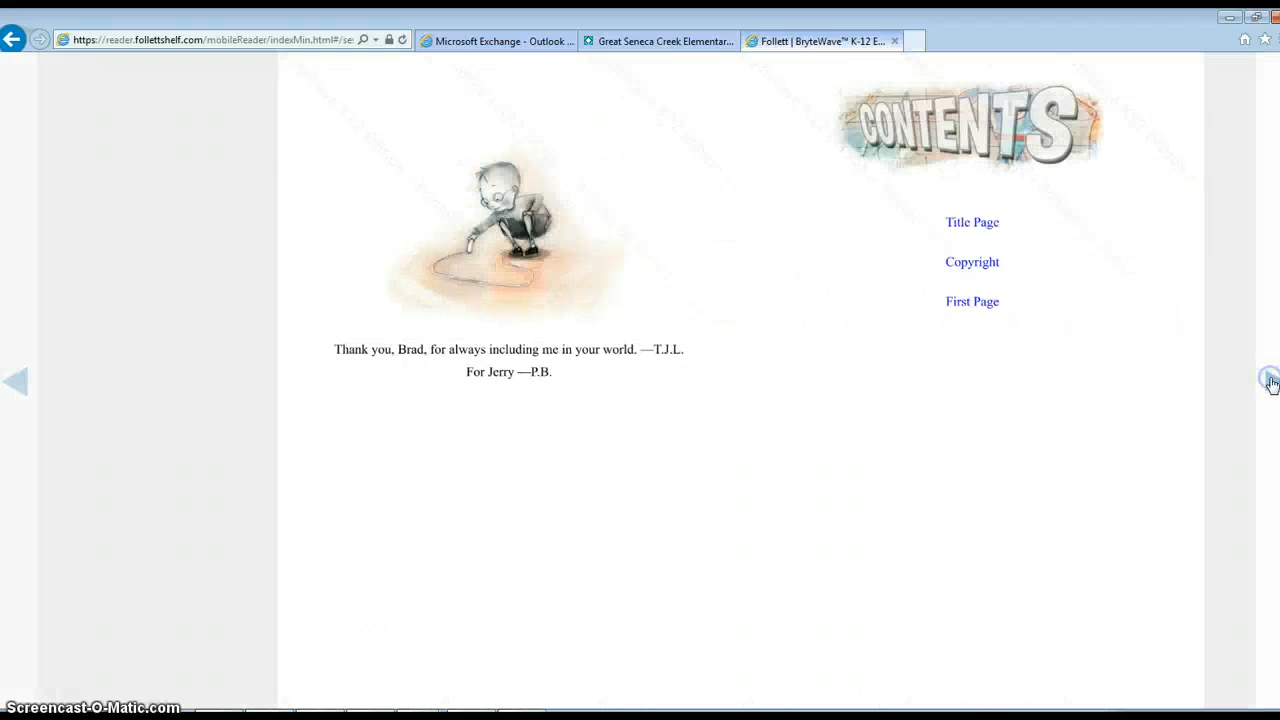 https://reader.follettshelf.com/mobileReader/indexMin.html#/se
Microsoft Exchange - Outlook ...
Great Seneca Creek Elementar...
Follett | BryteWave™ K-12 E...
CONTENTS
Title Page
Copyright
First Page
Thank you, Brad, for always including me in your world. —T.J.L.
For Jerry —P.B.
Screencast-O-Matic.com